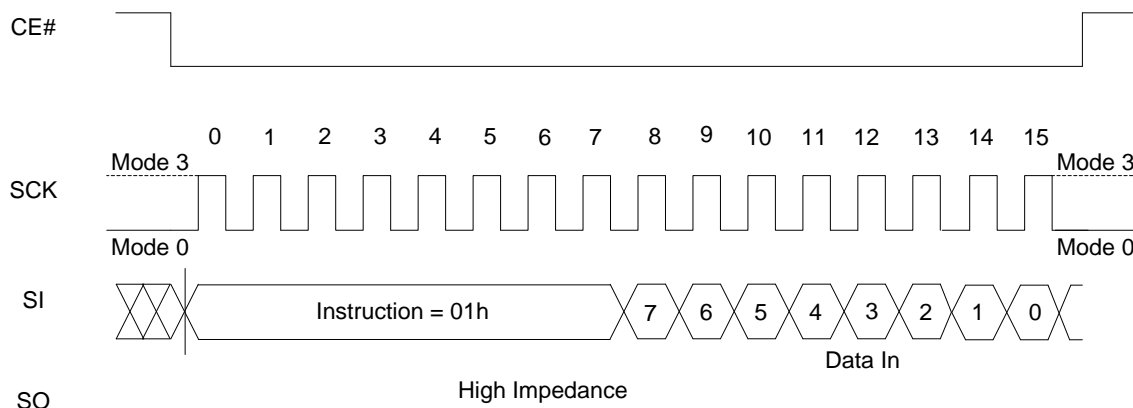 CE#
0 1 2 3 4 5 6 7 8 9 10 11 12 13 14 15
Mode 3 Mode 3
SCK
Mode 0 Mode 0
SI Instruction = 01h 7 6 5 4 3 2 1 0
Data In
High Impedance
SO